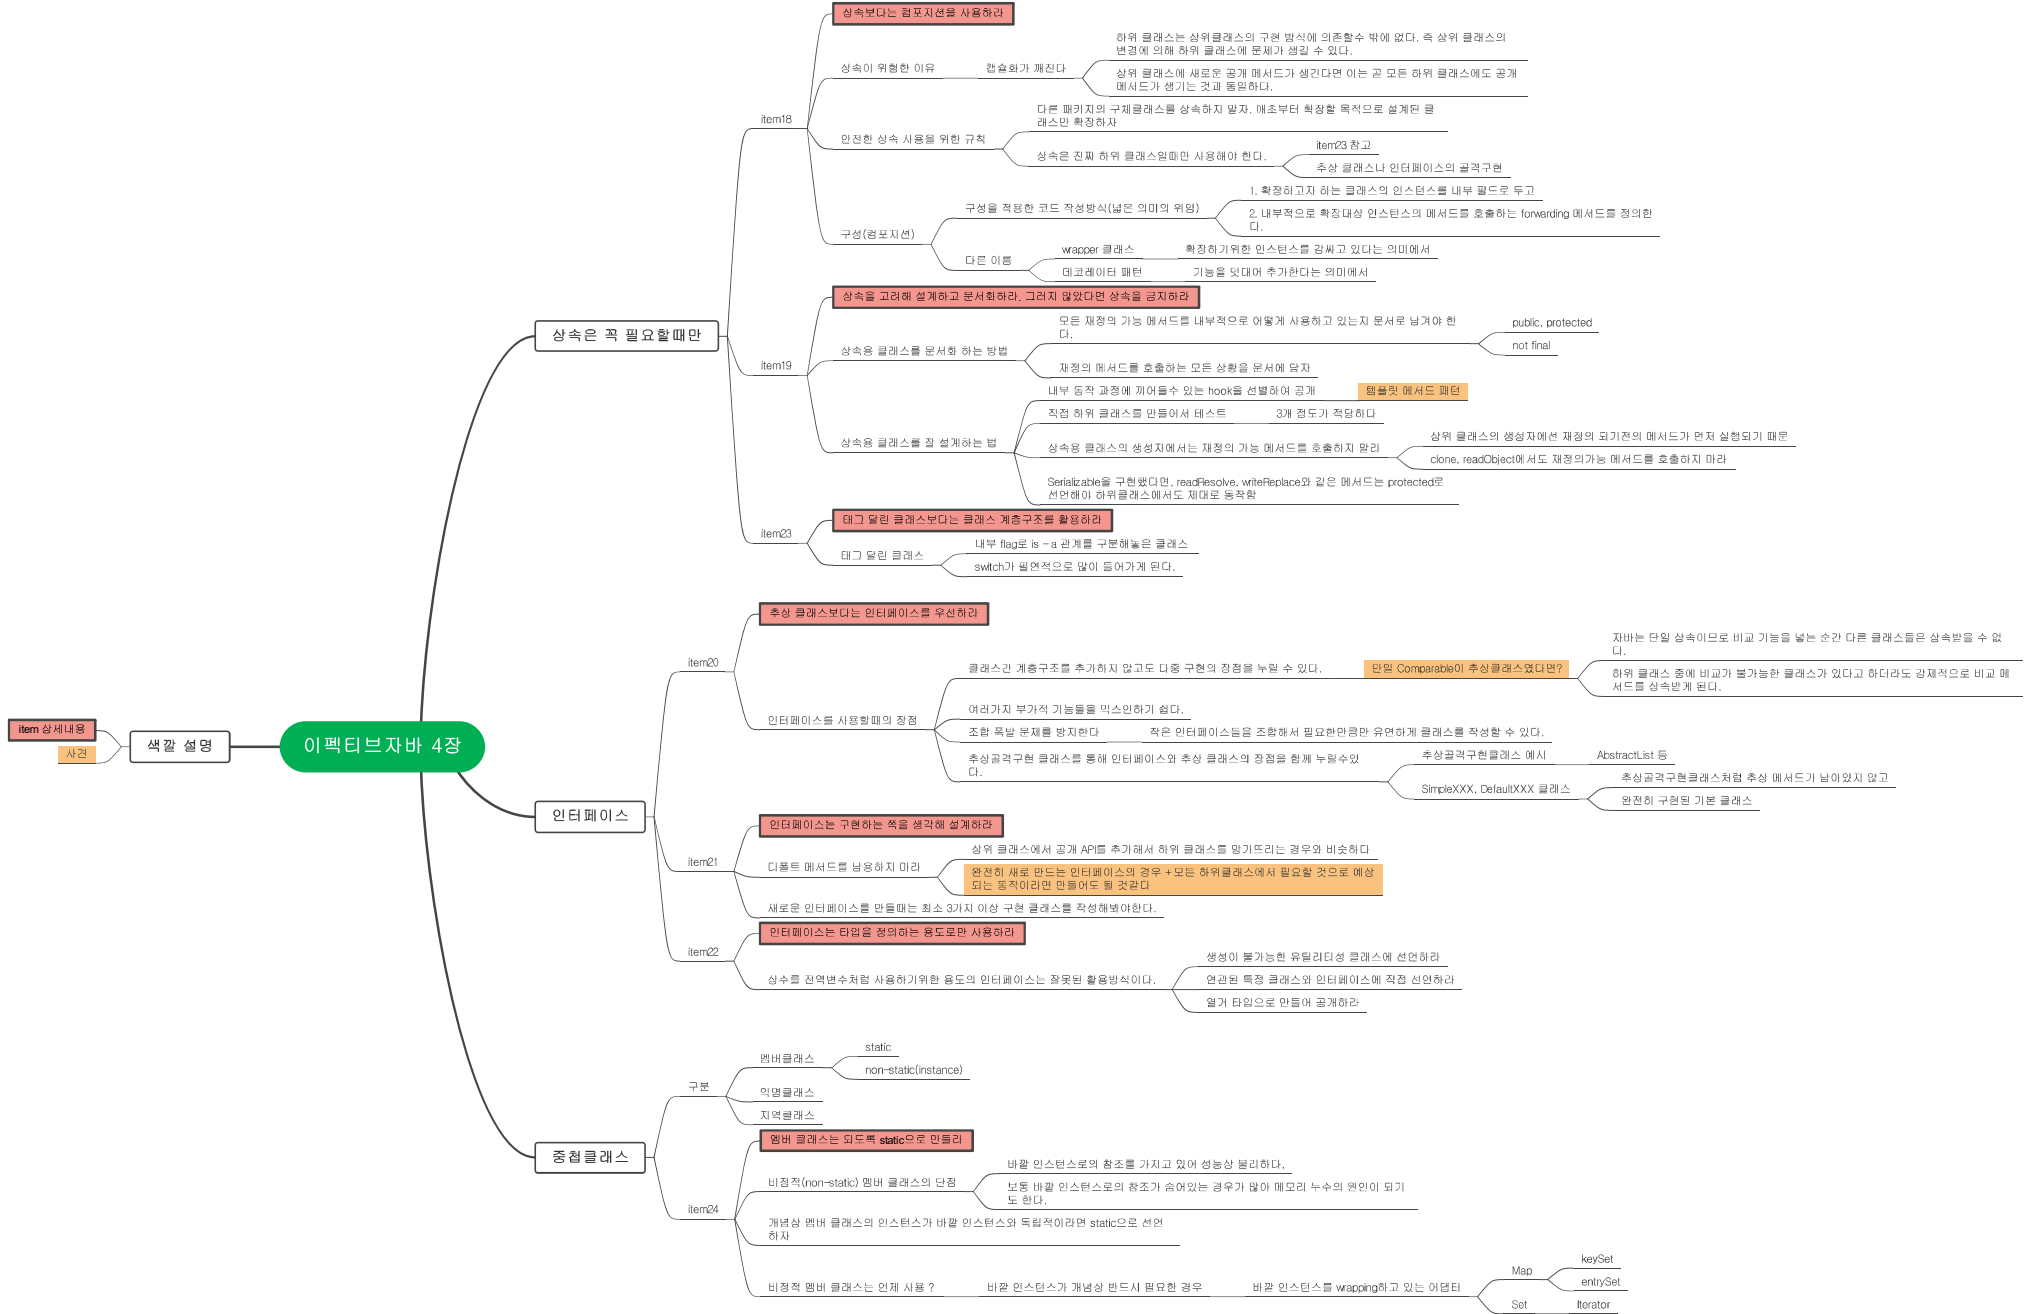 상속보다는 컴포지션을 사용하라
하위 클래스는 상위클래스의 구현 방식에 의존할수 밖에 없다. 즉 상위 클래스의
변경에 의해 하위 클래스에 문제가 생길 수 있다.
상속이 위험한 이유
캡슐화가 깨진다
상위 클래스에 새로운 공개 메서드가 생긴다면 이는 곧 모든 하위 클래스에도 공개
메서드가 생기는 것과 동일하다.
item18
다른 패키지의 구체클래스를 상속하지 말자. 애초부터 확장할 목적으로 설계된 클
래스만 확장하자
안전한 상속 사용을 위한 규칙
상속은 진짜 하위 클래스일때만 사용해야 한다.
item23 참고
추상 클래스나 인터페이스의 골격구현
구성(컴포지션)
구성을 적용한 코드 작성방식(넓은 의미의 위임)
1. 확장하고자 하는 클래스의 인스턴스를 내부 필드로 두고
2. 내부적으로 확장대상 인스턴스의 메서드를 호출하는 forwarding 메서드를 정의한
다.
다른 이름
wrapper 클래스
확장하기위한 인스턴스를 감싸고 있다는 의미에서
데코레이터 패턴
기능을 덧대어 추가한다는 의미에서
상속은 꼭 필요할때만
상속을 고려해 설계하고 문서화하라. 그러지 않았다면 상속을 금지하라
item19
상속용 클래스를 문서화 하는 방법
모든 재정의 가능 메서드를 내부적으로 어떻게 사용하고 있는지 문서로 남겨야 한
다.
public, protected
not final
재정의 메서드를 호출하는 모든 상황을 문서에 담자
상속용 클래스를 잘 설계하는 법
내부 동작 과정에 끼어들수 있는 hook을 선별하여 공개
템플릿 메서드 패턴
직접 하위 클래스를 만들어서 테스트
3개 정도가 적당하다
상속용 클래스의 생성자에서는 재정의 가능 메서드를 호출하지 말라
상위 클래스의 생성자에선 재정의 되기전의 메서드가 먼저 실행되기 때문
clone, readObject에서도 재정의가능 메서드를 호출하지 마라
Serializable을 구현했다면, readResolve, writeReplace와 같은 메서드는 protected로
선언해야 하위클래스에서도 제대로 동작함
item23
태그 달린 클래스보다는 클래스 계층구조를 활용하라
태그 달린 클래스
내부 flag로 is - a 관계를 구분해놓은 클래스
switch가 필연적으로 많이 들어가게 된다.
item 상세내용
사견
색깔 설명
이펙티브자바 4장
인터페이스
item20
추상 클래스보다는 인터페이스를 우선하라
인터페이스를 사용할때의 장점
클래스간 계층구조를 추가하지 않고도 다중 구현의 장점을 누릴 수 있다.
만일 Comparable이 추상클래스였다면?
자바는 단일 상속이므로 비교 기능을 넣는 순간 다른 클래스들은 상속받을 수 없
다.
하위 클래스 중에 비교가 불가능한 클래스가 있다고 하더라도 강제적으로 비교 메
서드를 상속받게 된다.
여러가지 부가적 기능들을 믹스인하기 쉽다.
조합 폭발 문제를 방지한다
작은 인터페이스들을 조합해서 필요한만큼만 유연하게 클래스를 작성할 수 있다.
추상골격구현 클래스를 통해 인터페이스와 추상 클래스의 장점을 함께 누릴수있
다.
추상골격구현클래스 예시
AbstractList 등
SimpleXXX, DefaultXXX 클래스
추상골격구현클래스처럼 추상 메서드가 남아있지 않고
완전히 구현된 기본 클래스
item21
인터페이스는 구현하는 쪽을 생각해 설계하라
디폴트 메서드를 남용하지 마라
상위 클래스에서 공개 API를 추가해서 하위 클래스를 망가뜨리는 경우와 비슷하다
완전히 새로 만드는 인터페이스의 경우 +모든 하위클래스에서 필요할 것으로 예상
되는 동작이라면 만들어도 될 것같다
새로운 인터페이스를 만들때는 최소 3가지 이상 구현 클래스를 작성해봐야한다.
item22
인터페이스는 타입을 정의하는 용도로만 사용하라
상수를 전역변수처럼 사용하기위한 용도의 인터페이스는 잘못된 활용방식이다.
생성이 불가능한 유틸리티성 클래스에 선언하라
연관된 특정 클래스와 인터페이스에 직접 선언하라
열거 타입으로 만들어 공개하라
중첩클래스
구분
멤버클래스
static
non-static(instance)
익명클래스
지역클래스
item24
멤버 클래스는 되도록 static으로 만들라
비정적(non-static) 멤버 클래스의 단점
바깥 인스턴스로의 참조를 가지고 있어 성능상 불리하다.
보통 바깥 인스턴스로의 참조가 숨어있는 경우가 많아 메모리 누수의 원인이 되기
도 한다.
개념상 멤버 클래스의 인스턴스가 바깥 인스턴스와 독립적이라면 static으로 선언
하자
비정적 멤버 클래스는 언제 사용 ?
바깥 인스턴스가 개념상 반드시 필요한 경우
바깥 인스턴스를 wrapping하고 있는 어댑터
Map
keySet
entrySet
Set
Iterator